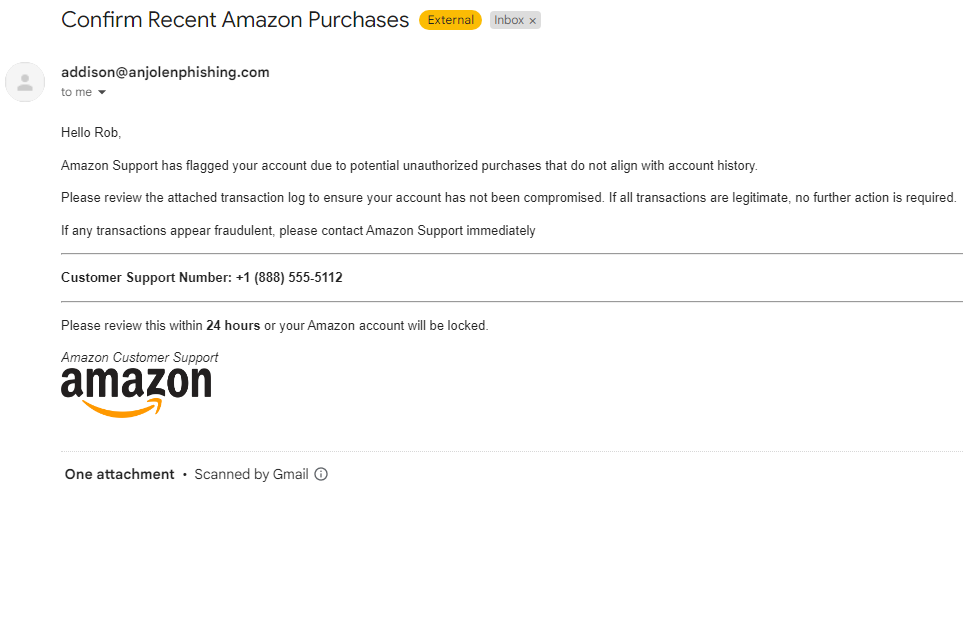 Confirm Recent Amazon Purchases External Inbox ×
addison@anjolenphishing.com
to me
Hello Rob,
Amazon Support has flagged your account due to potential unauthorized purchases that do not align with account history.
Please review the attached transaction log to ensure your account has not been compromised. If all transactions are legitimate, no further action is required.
If any transactions appear fraudulent, please contact Amazon Support immediately
Customer Support Number: +1 (888) 555-5112
Please review this within 24 hours or your Amazon account will be locked.
Amazon Customer Support
amazon
One attachment • Scanned by Gmail